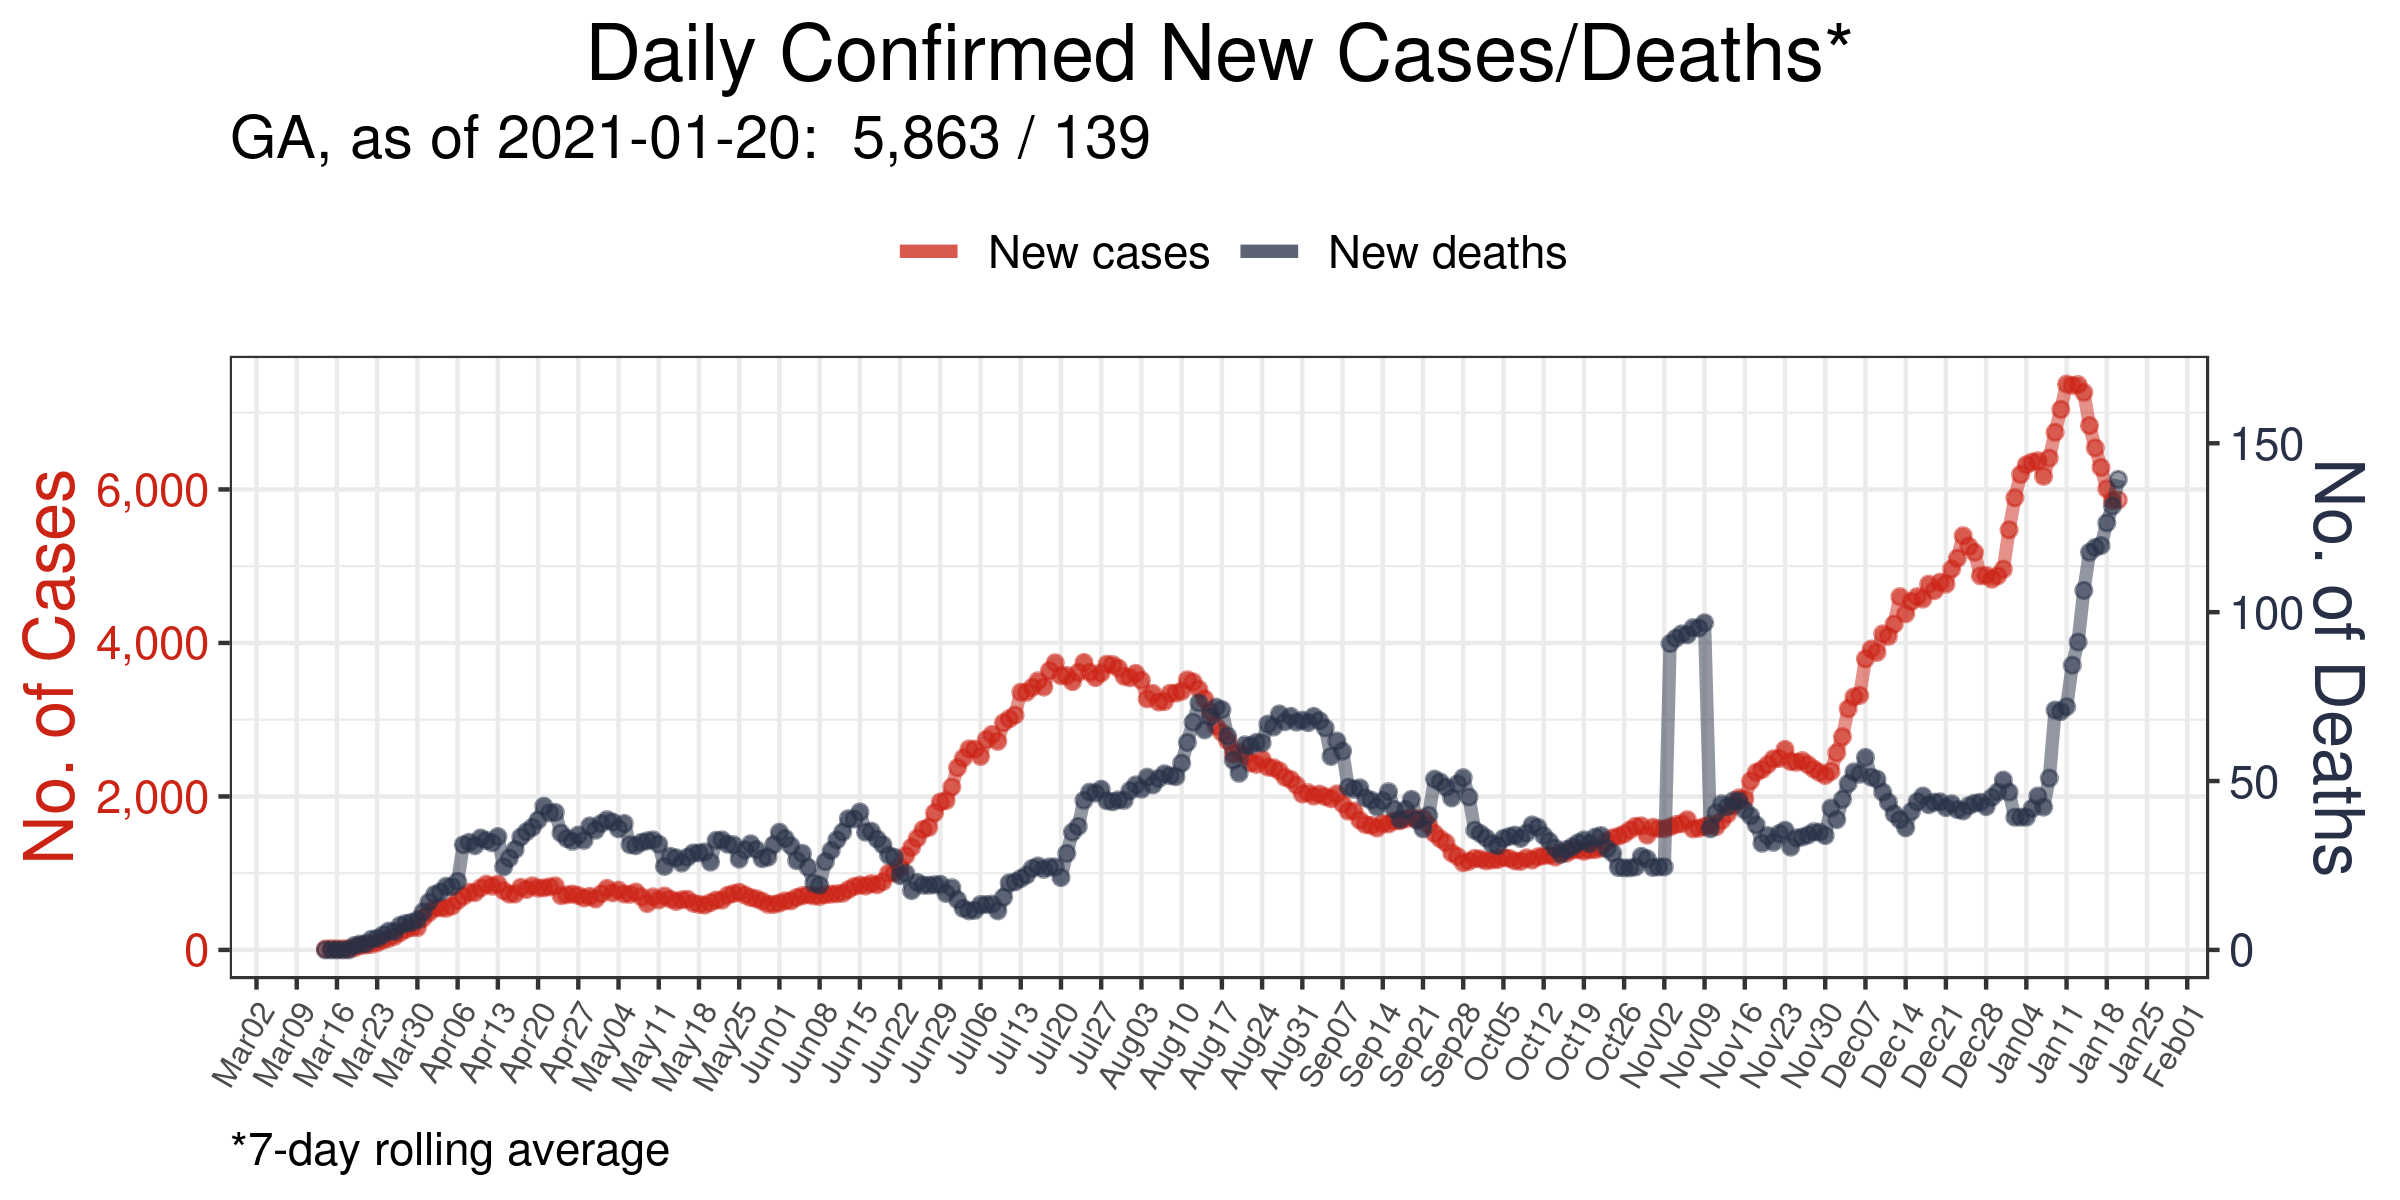 Daily Confirmed New Cases/Deaths*
GA, as of 2021-01-20:  5,863 / 139
New cases
New deaths
No. of Cases
6,000
4,000
2,000
0
150
100
50
0
No. of Deaths
Mar02
Mar09
Mar16
Mar23
Mar30
Apr06
Apr13
Apr20
Apr27
May04
May11
May18
May25
Jun01
Jun08
Jun15
Jun22
Jun29
Jul06
Jul13
Jul20
Jul27
Aug03
Aug10
Aug17
Aug24
Aug31
Sep07
Sep14
Sep21
Sep28
Oct05
Oct12
Oct19
Oct26
Nov02
Nov09
Nov16
Nov23
Nov30
Dec07
Dec14
Dec21
Dec28
Jan04
Jan11
Jan18
Jan25
Feb01
*7-day rolling average